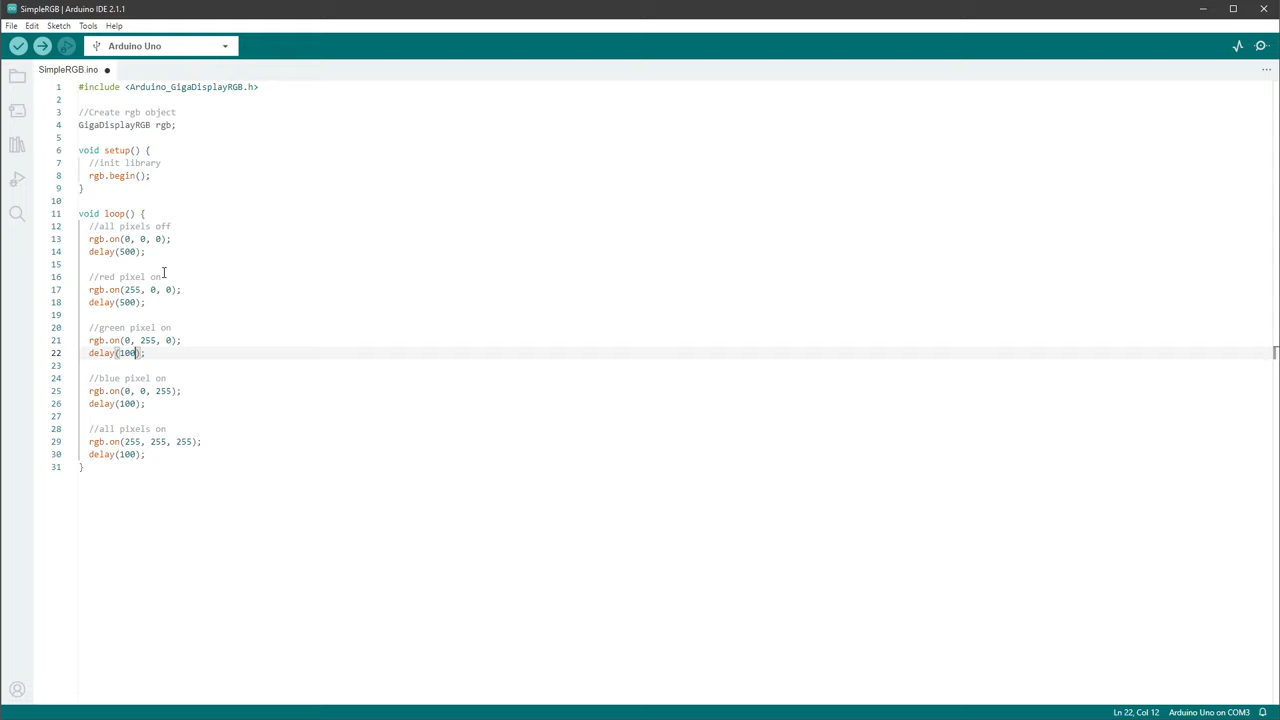 SimpleRGB | Arduino IDE 2.1.1
File Edit Sketch Tools Help
Arduino Uno
SimpleRGB.ino
1 #include <Arduino_GigaDisplayRGB.h>
2
3 //Create rgb object
4 GigaDisplayRGB rgb;
5
6 void setup() {
7 //init library
8 rgb.begin();
9 }
10
11 void loop() {
12 //all pixels off
13 rgb.on(0, 0, 0);
14 delay(500);
15
16 //red pixel on
17 rgb.on(255, 0, 0);
18 delay(500);
19
20 //green pixel on
21 rgb.on(0, 255, 0);
22 delay(100);
23
24 //blue pixel on
25 rgb.on(0, 0, 255);
26 delay(100);
27
28 //all pixels on
29 rgb.on(255, 255, 255);
30 delay(100);
31 }
Ln 22, Col 12 Arduino Uno on COM3